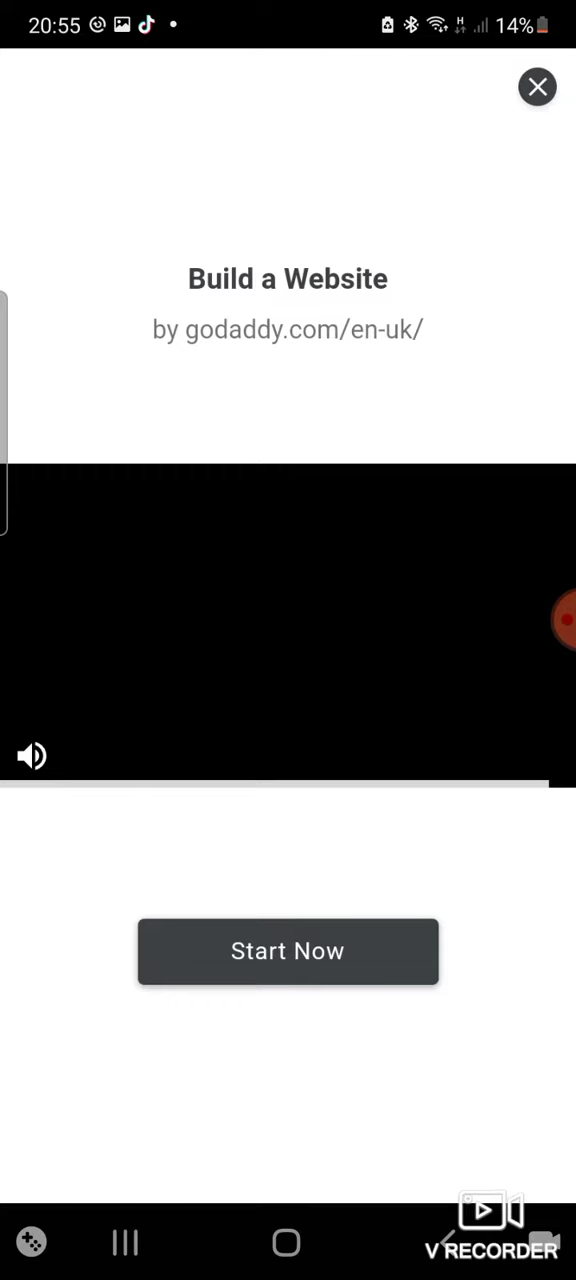 20:55
H
14%
Build a Website
by godaddy.com/en-uk/
Start Now
V RECORDER